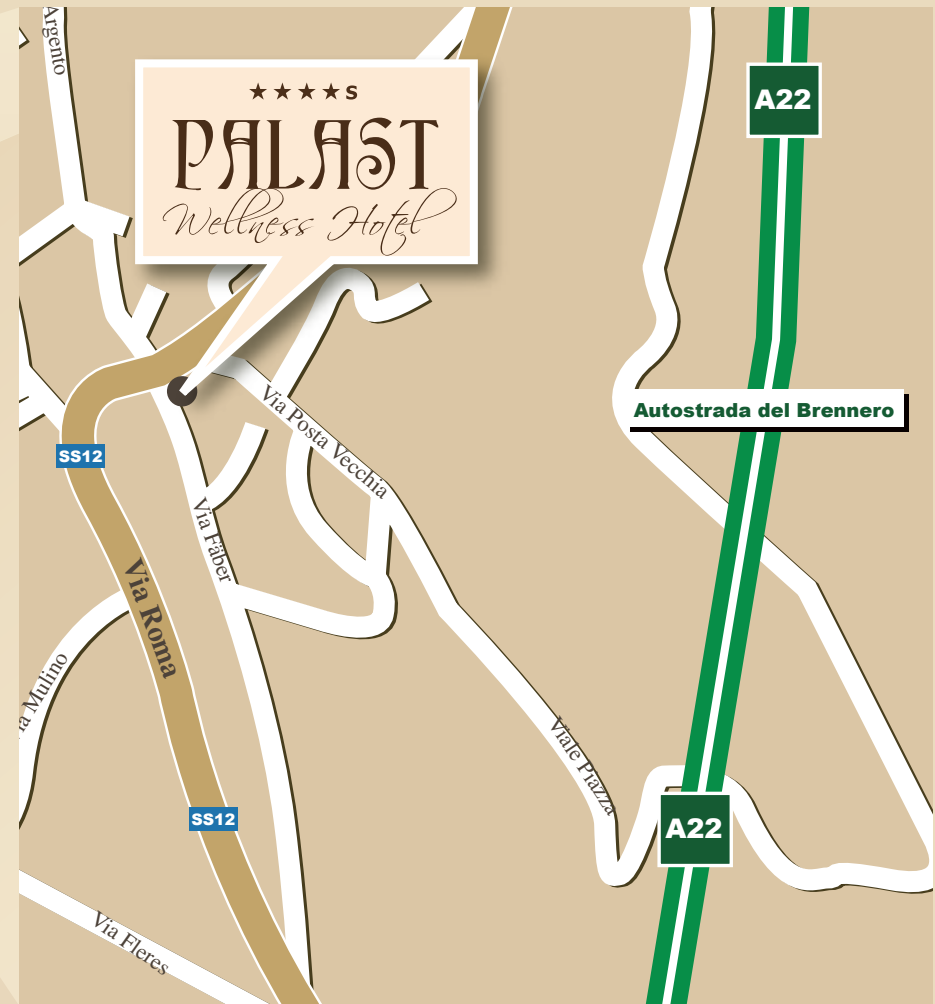 Argento
A22
★★★★S
PALAST
Wellness Hotel
Via Posta Vecchia
Autostrada del Brennero
SS12
Via Fäber
Via Roma
ia Mulino
Viale Piazza
SS12
A22
Via Fleres